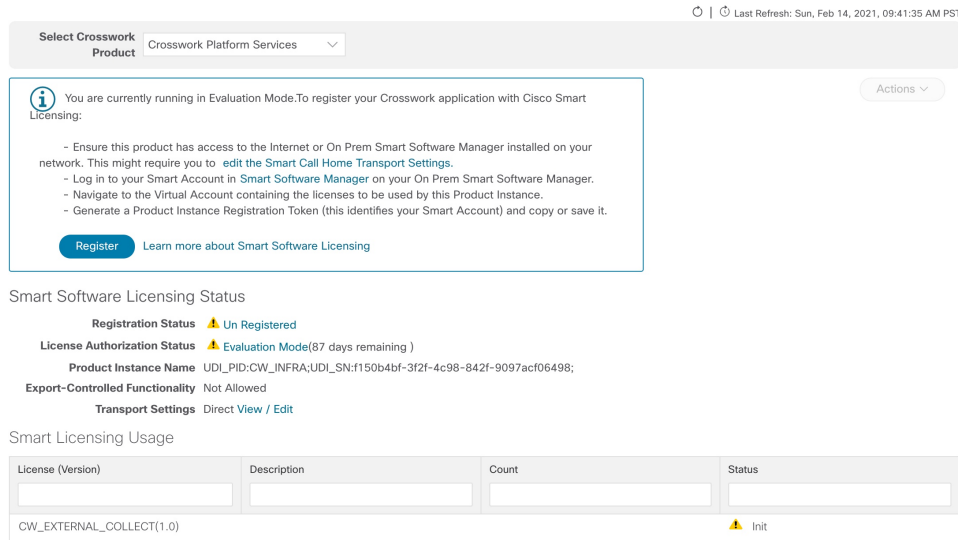 Last Refresh: Sun, Feb 14, 2021, 09:41:35 AM PST
Select Crosswork
Product
Crosswork Platform Services
Actions
You are currently running in Evaluation Mode.To register your Crosswork application with Cisco Smart
Licensing:
- Ensure this product has access to the Internet or On Prem Smart Software Manager installed on your
network. This might require you to edit the Smart Call Home Transport Settings.
- Log in to your Smart Account in Smart Software Manager on your On Prem Smart Software Manager.
- Navigate to the Virtual Account containing the licenses to be used by this Product Instance.
- Generate a Product Instance Registration Token (this identifies your Smart Account) and copy or save it.
Register Learn more about Smart Software Licensing
Smart Software Licensing Status
Registration Status Un Registered
License Authorization Status Evaluation Mode(87 days remaining )
Product Instance Name UDI_PID:CW_INFRA;UDI_SN:f150b4bf-3f2f-4c98-842f-9097acf06498;
Export-Controlled Functionality Not Allowed
Transport Settings Direct View / Edit
Smart Licensing Usage
License (Version) Description Count Status
CW_EXTERNAL_COLLECT(1.0) Init